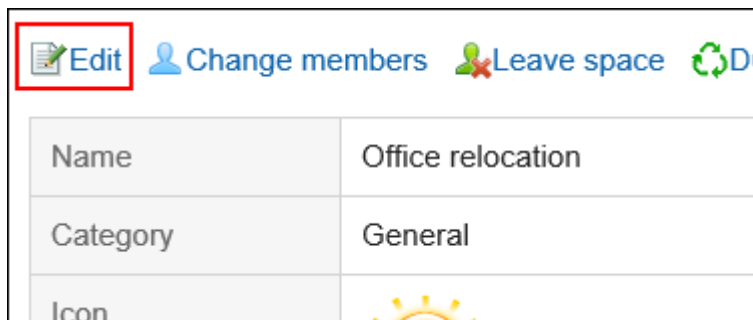 Edit Change members Leave space D
Name Office relocation
Category General
Icon